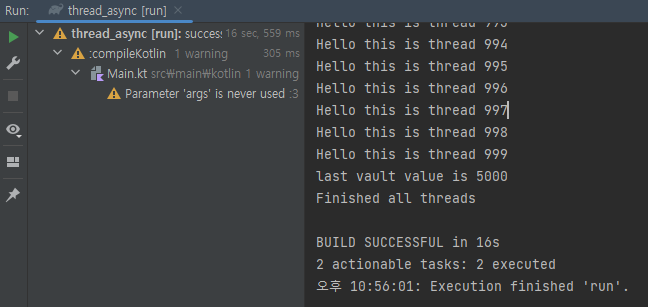 Run: thread_async [run] ×
thread_async [run]: success 16 sec, 559 ms
:compileKotlin 1 warning 305 ms
Main.kt src₩main₩kotlin 1 warning
Parameter 'args' is never used :3
Hello this is thread 993
Hello this is thread 994
Hello this is thread 995
Hello this is thread 996
Hello this is thread 997
Hello this is thread 998
Hello this is thread 999
last vault value is 5000
Finished all threads
BUILD SUCCESSFUL in 16s
2 actionable tasks: 2 executed
오후 10:56:01: Execution finished 'run'.